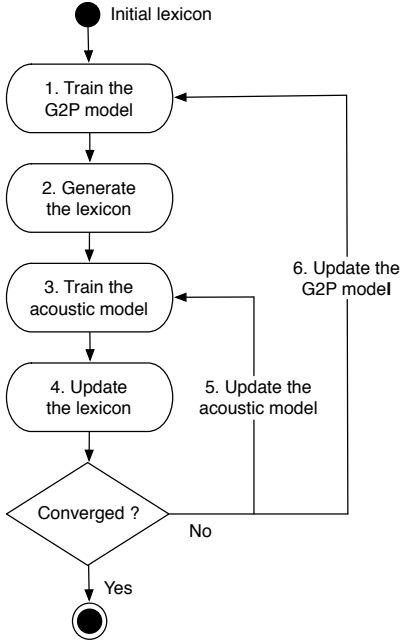 Initial lexicon
1. Train the
G2P model
2. Generate
the lexicon
3. Train the
acoustic model
6. Update the
G2P model
4. Update
the lexicon
5. Update the
acoustic model
Converged ?
No
Yes